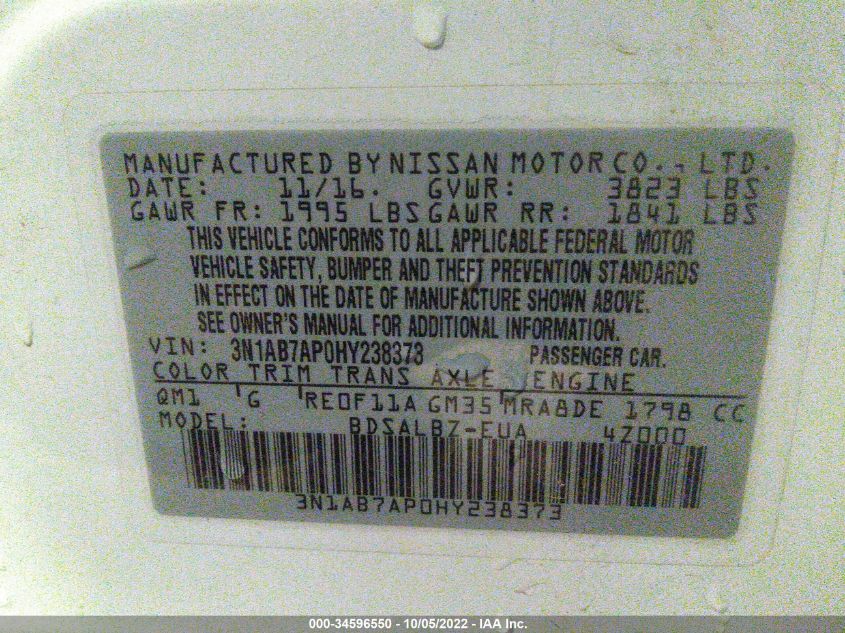 MANUFACTURED BY NISSAN MOTOR CO., LTD.
DATE: 11/16. GVWR: 3823 LBS
GAWR FR: 1995 LBS GAWR RR: 1841 LBS
THIS VEHICLE CONFORMS TO ALL APPLICABLE FEDERAL MOTOR
VEHICLE SAFETY, BUMPER AND THEFT PREVENTION STANDARDS
IN EFFECT ON THE DATE OF MANUFACTURE SHOWN ABOVE.
SEE OWNER'S MANUAL FOR ADDITIONAL INFORMATION.
VIN: 3N1AB7AP0HY238373 PASSENGER CAR.
COLOR TRIM TRANS AXLE ENGINE
QM1 G RE0F11A GM35 MRA8DE 1798 CC
MODEL: BDSALBZ-EUA 4Z000
3N1AB7AP0HY238373
000-34596550 - 10/05/2022 - IAA Inc.